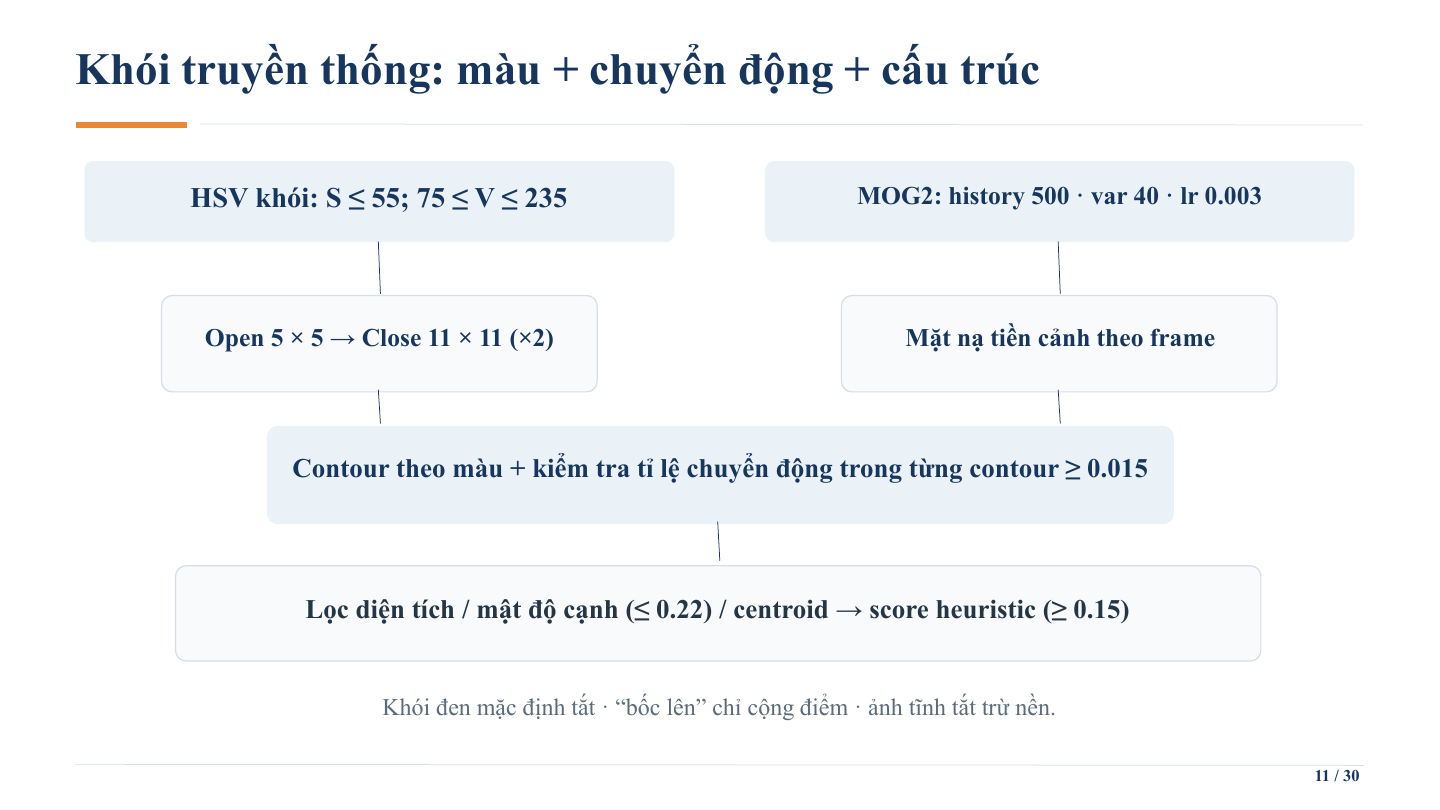 Khói truyền thống: màu + chuyển động + cấu trúc
HSV khói: S ≤ 55; 75 ≤ V ≤ 235
MOG2: history 500 · var 40 · lr 0.003
Open 5 × 5 → Close 11 × 11 (×2)
Mặt nạ tiền cảnh theo frame
Contour theo màu + kiểm tra tỉ lệ chuyển động trong từng contour ≥ 0.015
Lọc diện tích / mật độ cạnh (≤ 0.22) / centroid → score heuristic (≥ 0.15)
Khói đen mặc định tắt · “bốc lên” chỉ cộng điểm · ảnh tĩnh tắt trừ nền.
11 / 30